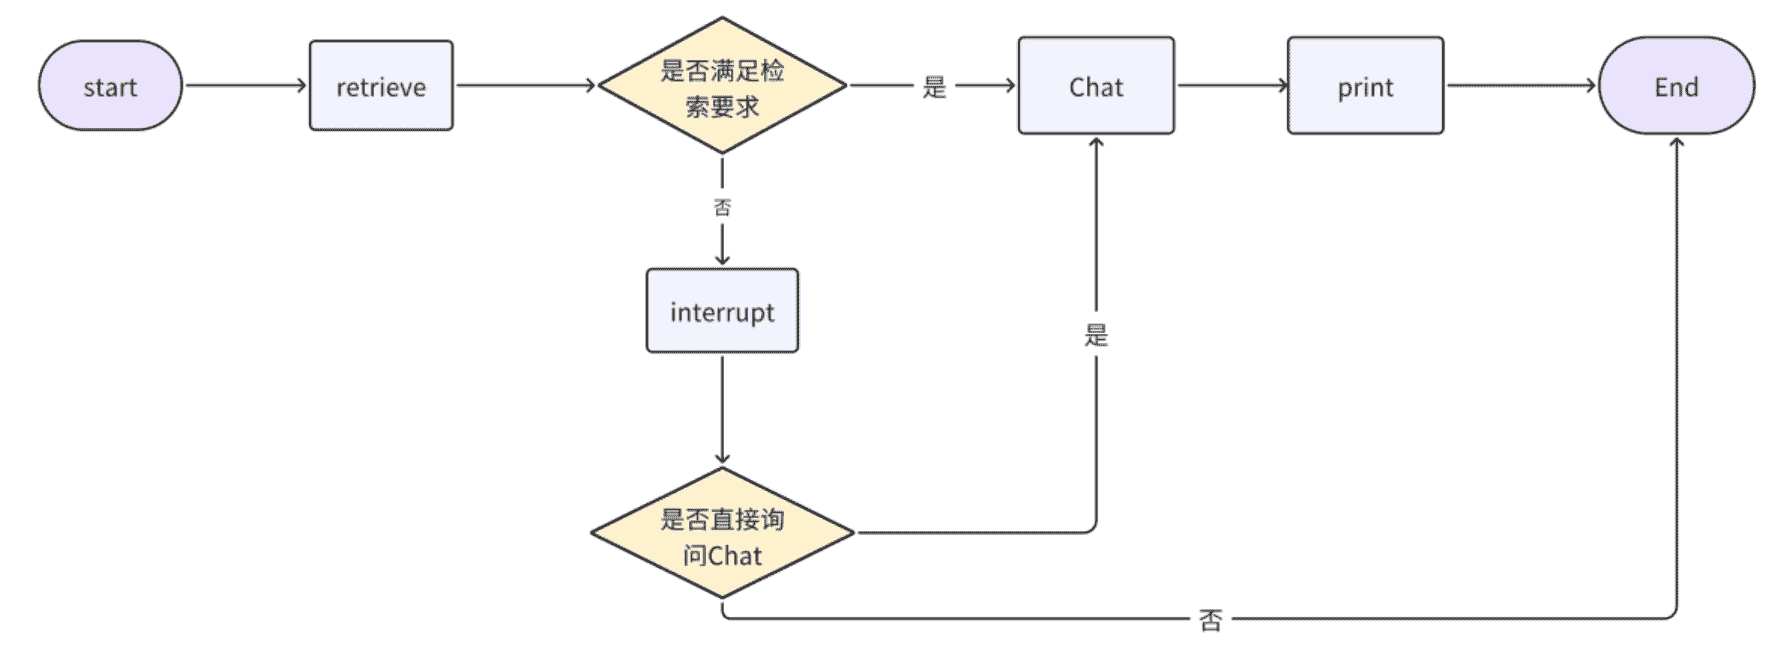 start
retrieve
是否满足检
索要求
是
Chat
print
End
否
interrupt
是
是否直接询
问Chat
否